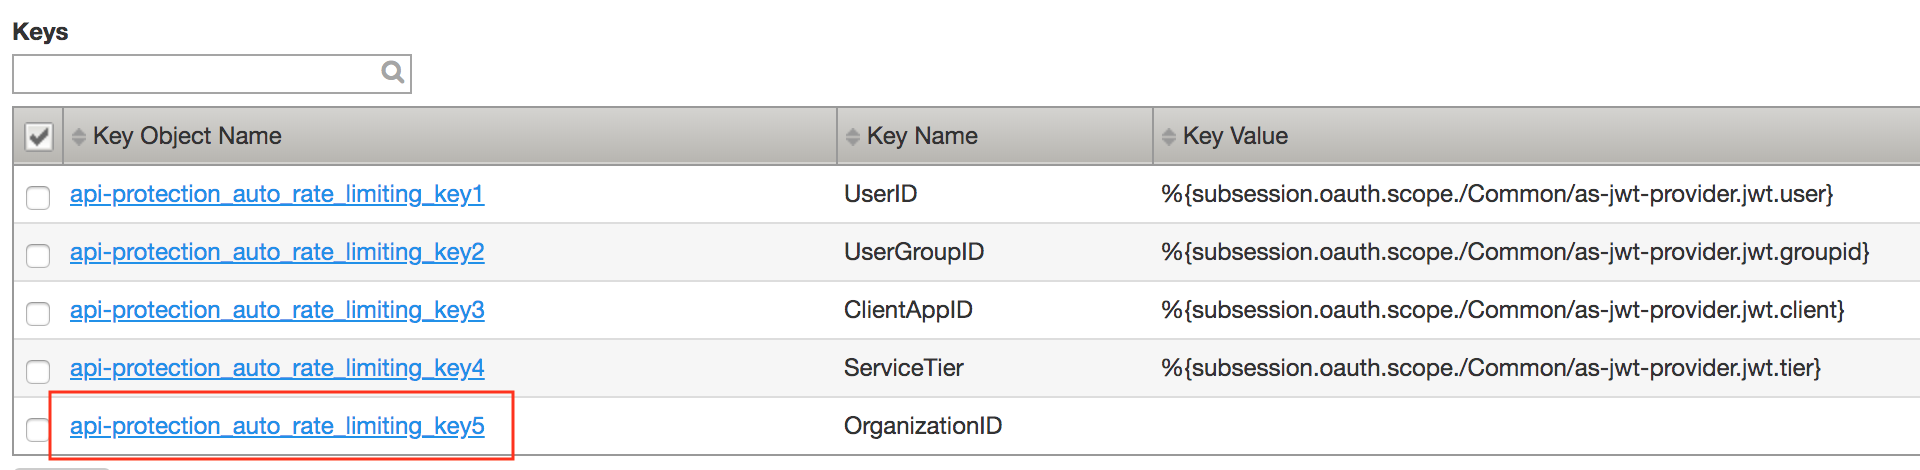 Keys
Key Object Name Key Name Key Value
api-protection_auto_rate_limiting_key1 UserID %{subsession.oauth.scope./Common/as-jwt-provider.jwt.user}
api-protection_auto_rate_limiting_key2 UserGroupID %{subsession.oauth.scope./Common/as-jwt-provider.jwt.groupid}
api-protection_auto_rate_limiting_key3 ClientAppID %{subsession.oauth.scope./Common/as-jwt-provider.jwt.client}
api-protection_auto_rate_limiting_key4 ServiceTier %{subsession.oauth.scope./Common/as-jwt-provider.jwt.tier}
api-protection_auto_rate_limiting_key5 OrganizationID